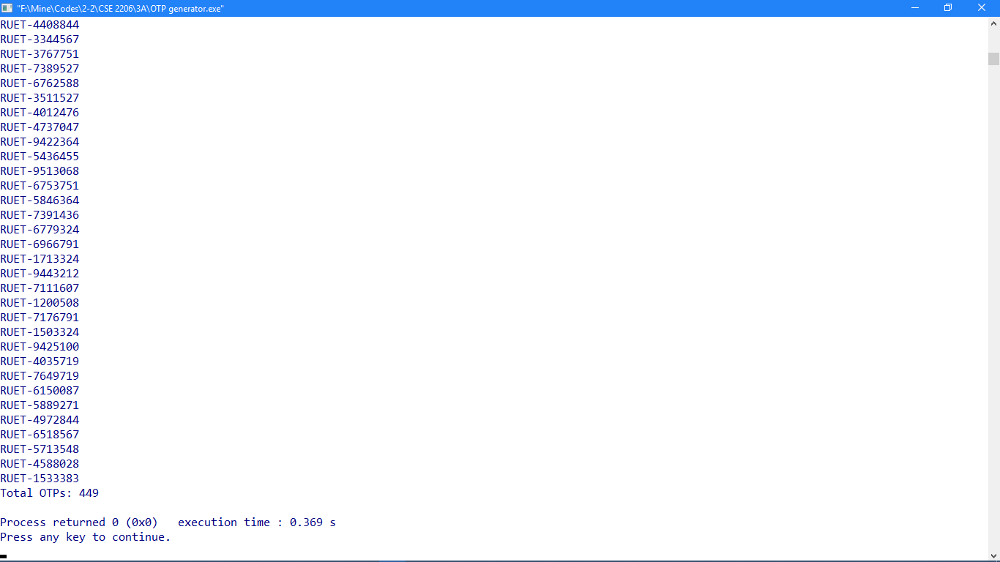 "F:\Mine\Codes\2-2\CSE 2206\3A\OTP generator.exe"
RUET-4408844
RUET-3344567
RUET-3767751
RUET-7389527
RUET-6762588
RUET-3511527
RUET-4012476
RUET-4737047
RUET-9422364
RUET-5436455
RUET-9513068
RUET-6753751
RUET-5846364
RUET-7391436
RUET-6779324
RUET-6966791
RUET-1713324
RUET-9443212
RUET-7111607
RUET-1200508
RUET-7176791
RUET-1503324
RUET-9425100
RUET-4035719
RUET-7649719
RUET-6150087
RUET-5889271
RUET-4972844
RUET-6518567
RUET-5713548
RUET-4588028
RUET-1533383
Total OTPs: 449
Process returned 0 (0x0)   execution time : 0.369 s
Press any key to continue.